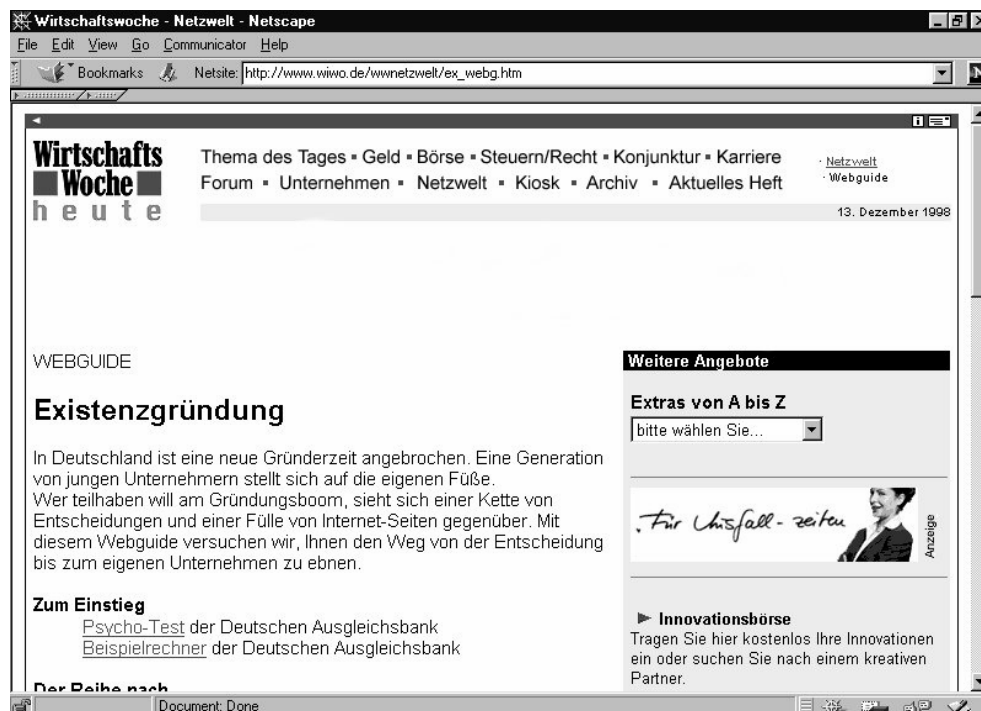 Wirtschaftswoche - Netzwelt - Netscape
File Edit View Go Communicator Help
Bookmarks Netsite: http://www.wiwo.de/wwnetzwelt/ex_webg.htm
Wirtschafts
Woche
heute
Thema des Tages ▪ Geld ▪ Börse ▪ Steuern/Recht ▪ Konjunktur ▪ Karriere
Forum ▪ Unternehmen ▪ Netzwelt ▪ Kiosk ▪ Archiv ▪ Aktuelles Heft
· Netzwelt
· Webguide
13. Dezember 1998
WEBGUIDE
Existenzgründung
In Deutschland ist eine neue Gründerzeit angebrochen. Eine Generation
von jungen Unternehmern stellt sich auf die eigenen Füße.
Wer teilhaben will am Gründungsboom, sieht sich einer Kette von
Entscheidungen und einer Fülle von Internet-Seiten gegenüber. Mit
diesem Webguide versuchen wir, Ihnen den Weg von der Entscheidung
bis zum eigenen Unternehmen zu ebnen.
Zum Einstieg
Psycho-Test der Deutschen Ausgleichsbank
Beispielrechner der Deutschen Ausgleichsbank
Der Reihe nach
Weitere Angebote
Extras von A bis Z
bitte wählen Sie...
Für - zeiten
Anzeige
Innovationsbörse
Tragen Sie hier kostenlos Ihre Innovationen
ein oder suchen Sie nach einem kreativen
Partner.
Document: Done